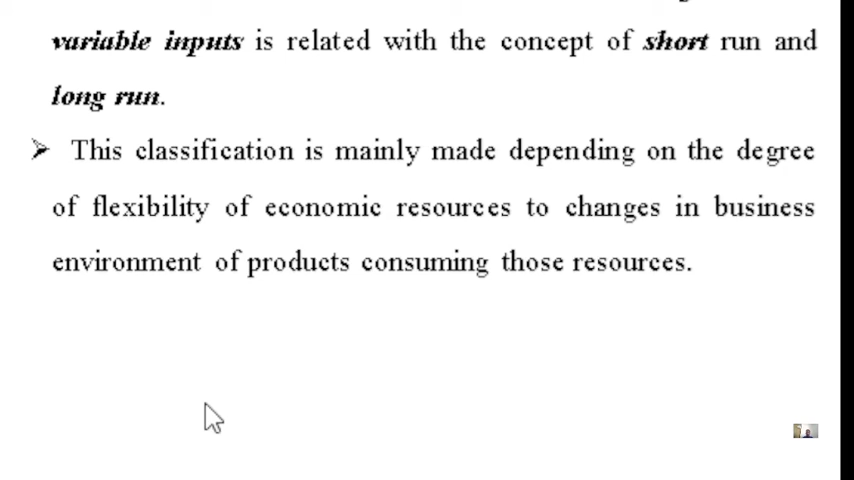 variable inputs is related with the concept of short run and
long run.
➢ This classification is mainly made depending on the degree
of flexibility of economic resources to changes in business
environment of products consuming those resources.